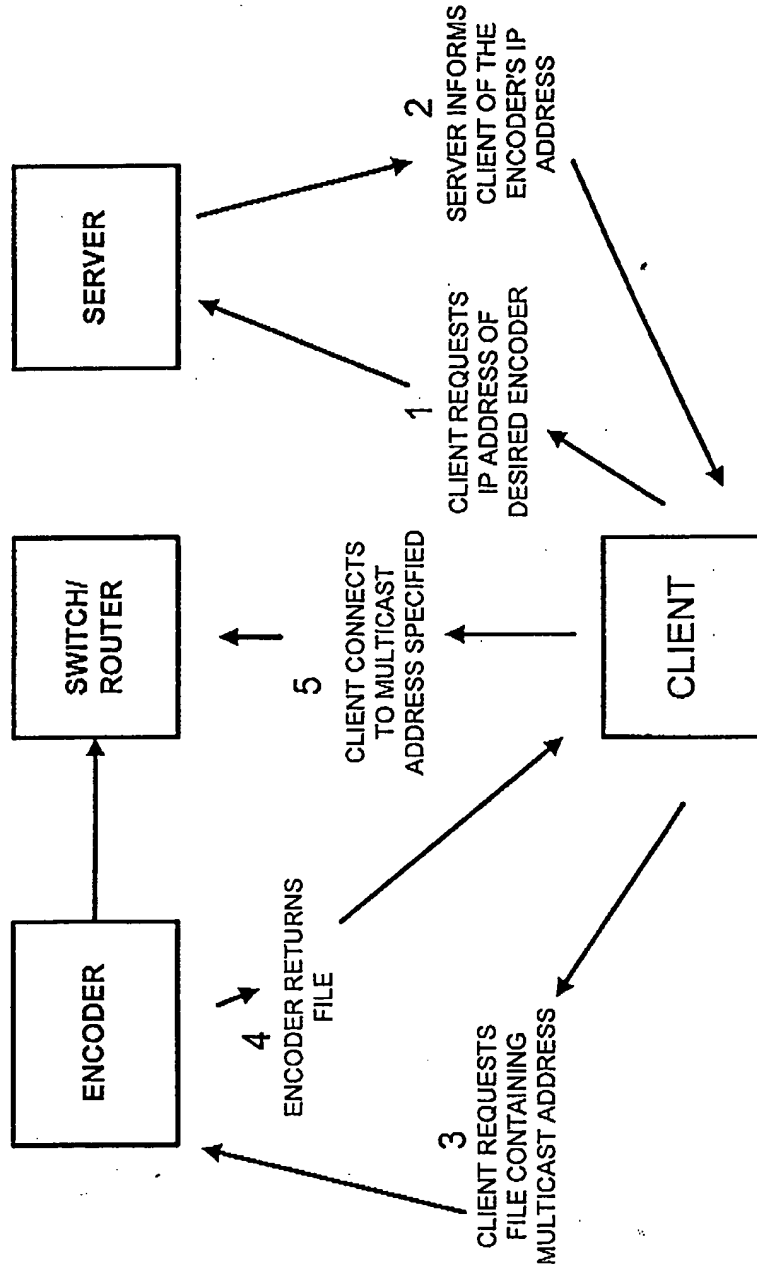 ENCODER
SWITCH/
ROUTER
SERVER
4
ENCODER RETURNS
FILE
5
CLIENT CONNECTS
TO MULTICAST
ADDRESS SPECIFIED
1
CLIENT REQUESTS
IP ADDRESS OF
DESIRED ENCODER
2
SERVER INFORMS
CLIENT OF THE
ENCODER'S IP
ADDRESS
3
CLIENT REQUESTS
FILE CONTAINING
MULTICAST ADDRESS
CLIENT